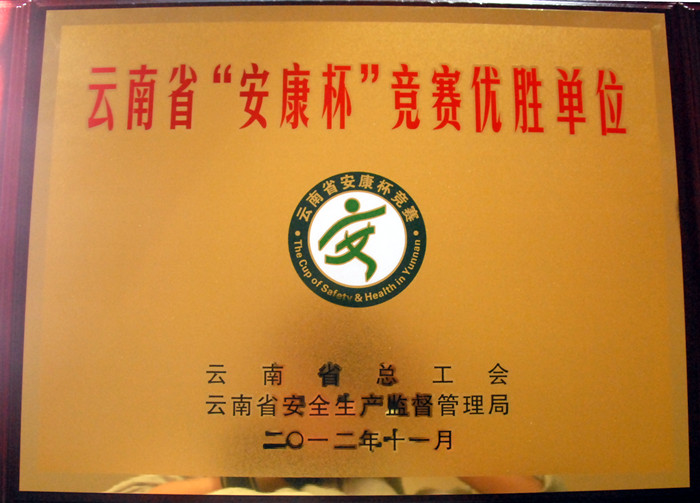 云南省“安康杯”竞赛优胜单位
云南省安康杯竞赛
The Cup of Safety & Health in Yunnan
云南省总工会
云南省安全生产监督管理局
二〇一二年十一月